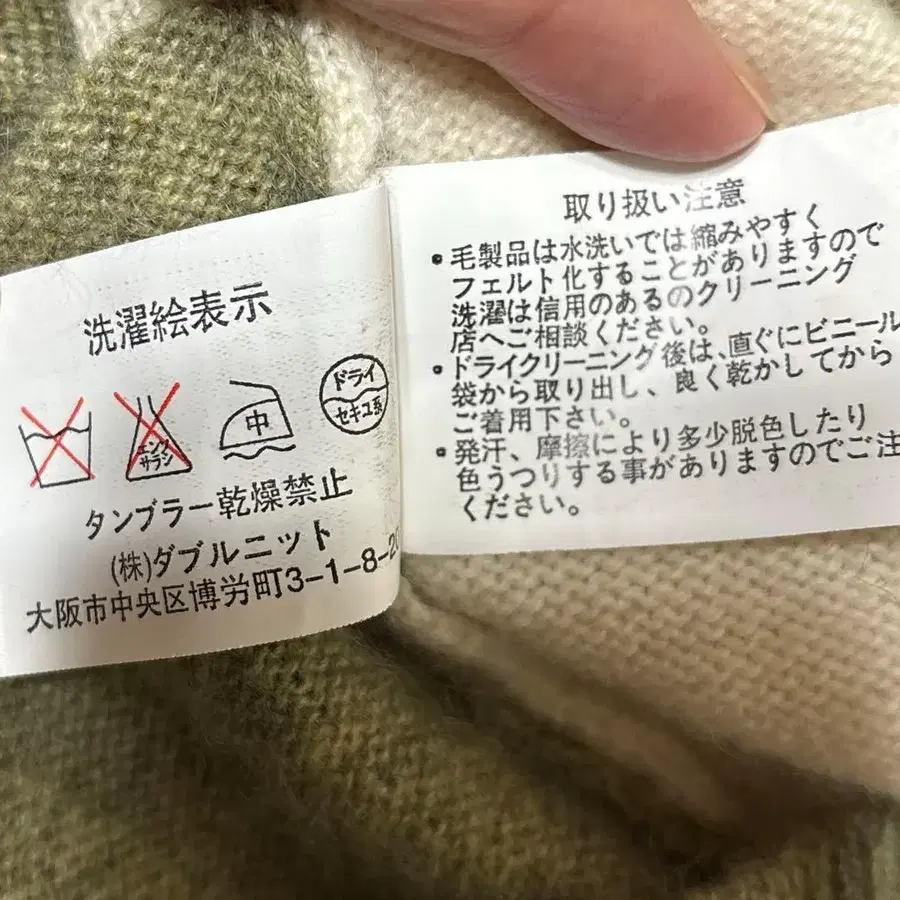 洗濯絵表示
エンソ
サラシ
中
ドライ
セキユ系
タンブラー乾燥禁止
(株)ダブルニット
大阪市中央区博労町3-1-8-2
取り扱い注意
・毛製品は水洗いでは縮みやすく
フェルト化することがありますので
洗濯は信用のあるのクリーニング
店へご相談ください。
・ドライクリーニング後は、直ぐにビニール
袋から取り出し、良く乾かしてから
ご着用下さい。
・発汗、摩擦により多少脱色したり
色うつりする事がありますのでご注
ください。